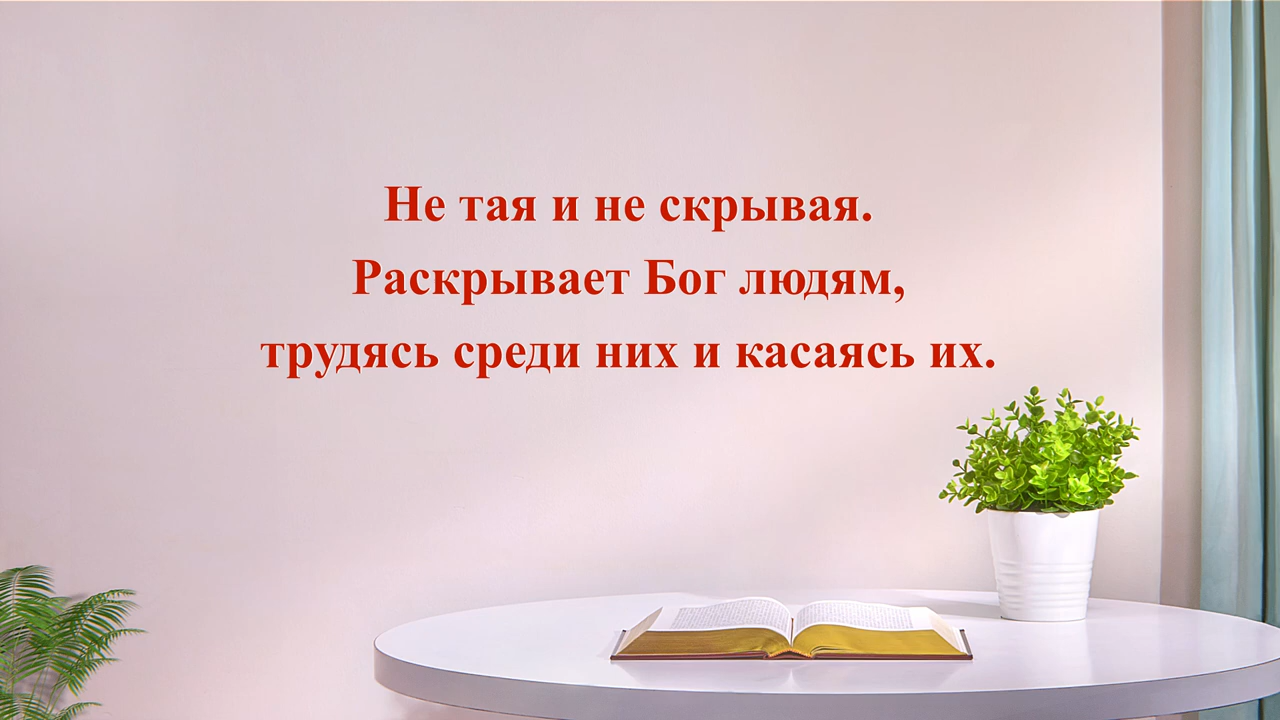 Не тая и не скрывая.
Раскрывает Бог людям,
трудясь среди них и касаясь их.